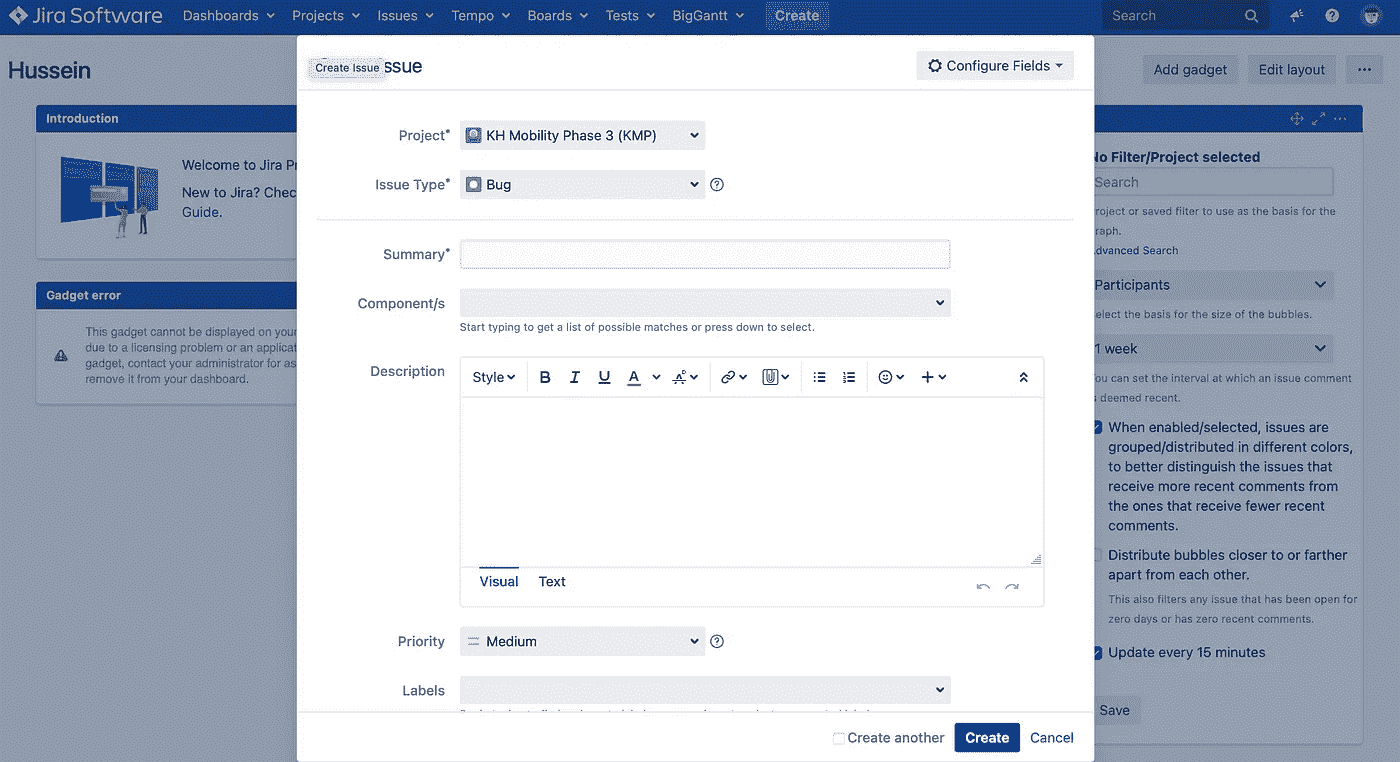 Jira Software Dashboards Projects Issues Tempo Boards Tests BigGantt Create Search
Hussein
Add gadget Edit layout
Introduction
Welcome to Jira Pr
New to Jira? Chec
Guide.
Gadget error
This gadget cannot be displayed on your
due to a licensing problem or an applicat
gadget, contact your administrator for as
remove it from your dashboard.
Create Issue ssue
Configure Fields
Project*
KH Mobility Phase 3 (KMP)
Issue Type*
Bug
Summary*
Component/s
Start typing to get a list of possible matches or press down to select.
Description
Style B I U A
Visual Text
Priority
Medium
Labels
Create another Create Cancel
No Filter/Project selected
Search
roject or saved filter to use as the basis for the
raph.
dvanced Search
Participants
elect the basis for the size of the bubbles.
1 week
You can set the interval at which an issue comment
s deemed recent.
When enabled/selected, issues are
grouped/distributed in different colors,
to better distinguish the issues that
receive more recent comments from
the ones that receive fewer recent
comments.
Distribute bubbles closer to or farther
apart from each other.
This also filters any issue that has been open for
zero days or has zero recent comments.
Update every 15 minutes
Save